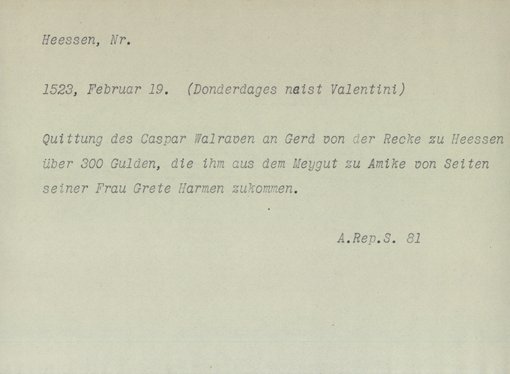 Heessen, Nr.
1523, Februar 19. (Donderdages neist Valentini)
Quittung des Caspar Walraven an Gerd von der Recke zu Heessen
über 300 Gulden, die ihm aus dem Meygut zu Amike von Seiten
seiner Frau Grete Harmen zukommen.
A.Rep.S. 81